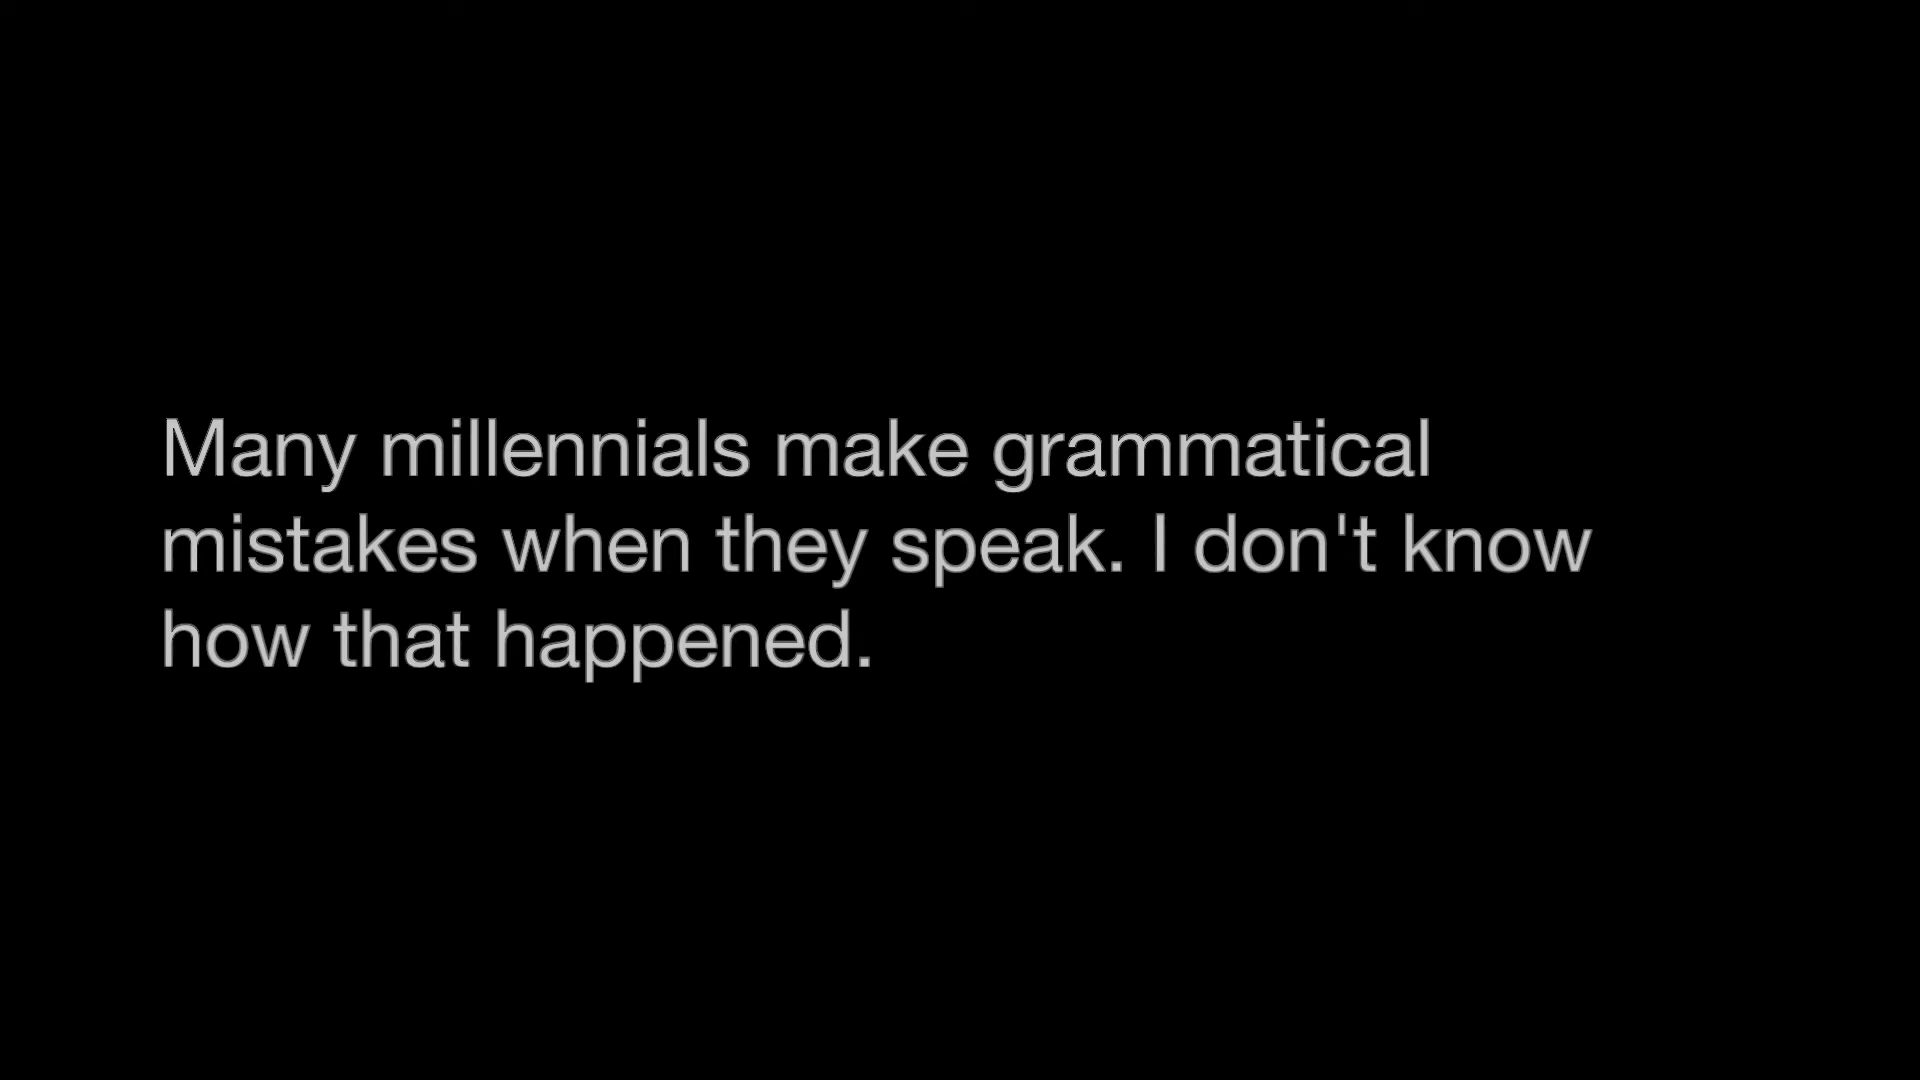 Many millennials make grammatical
mistakes when they speak. I don't know
how that happened.